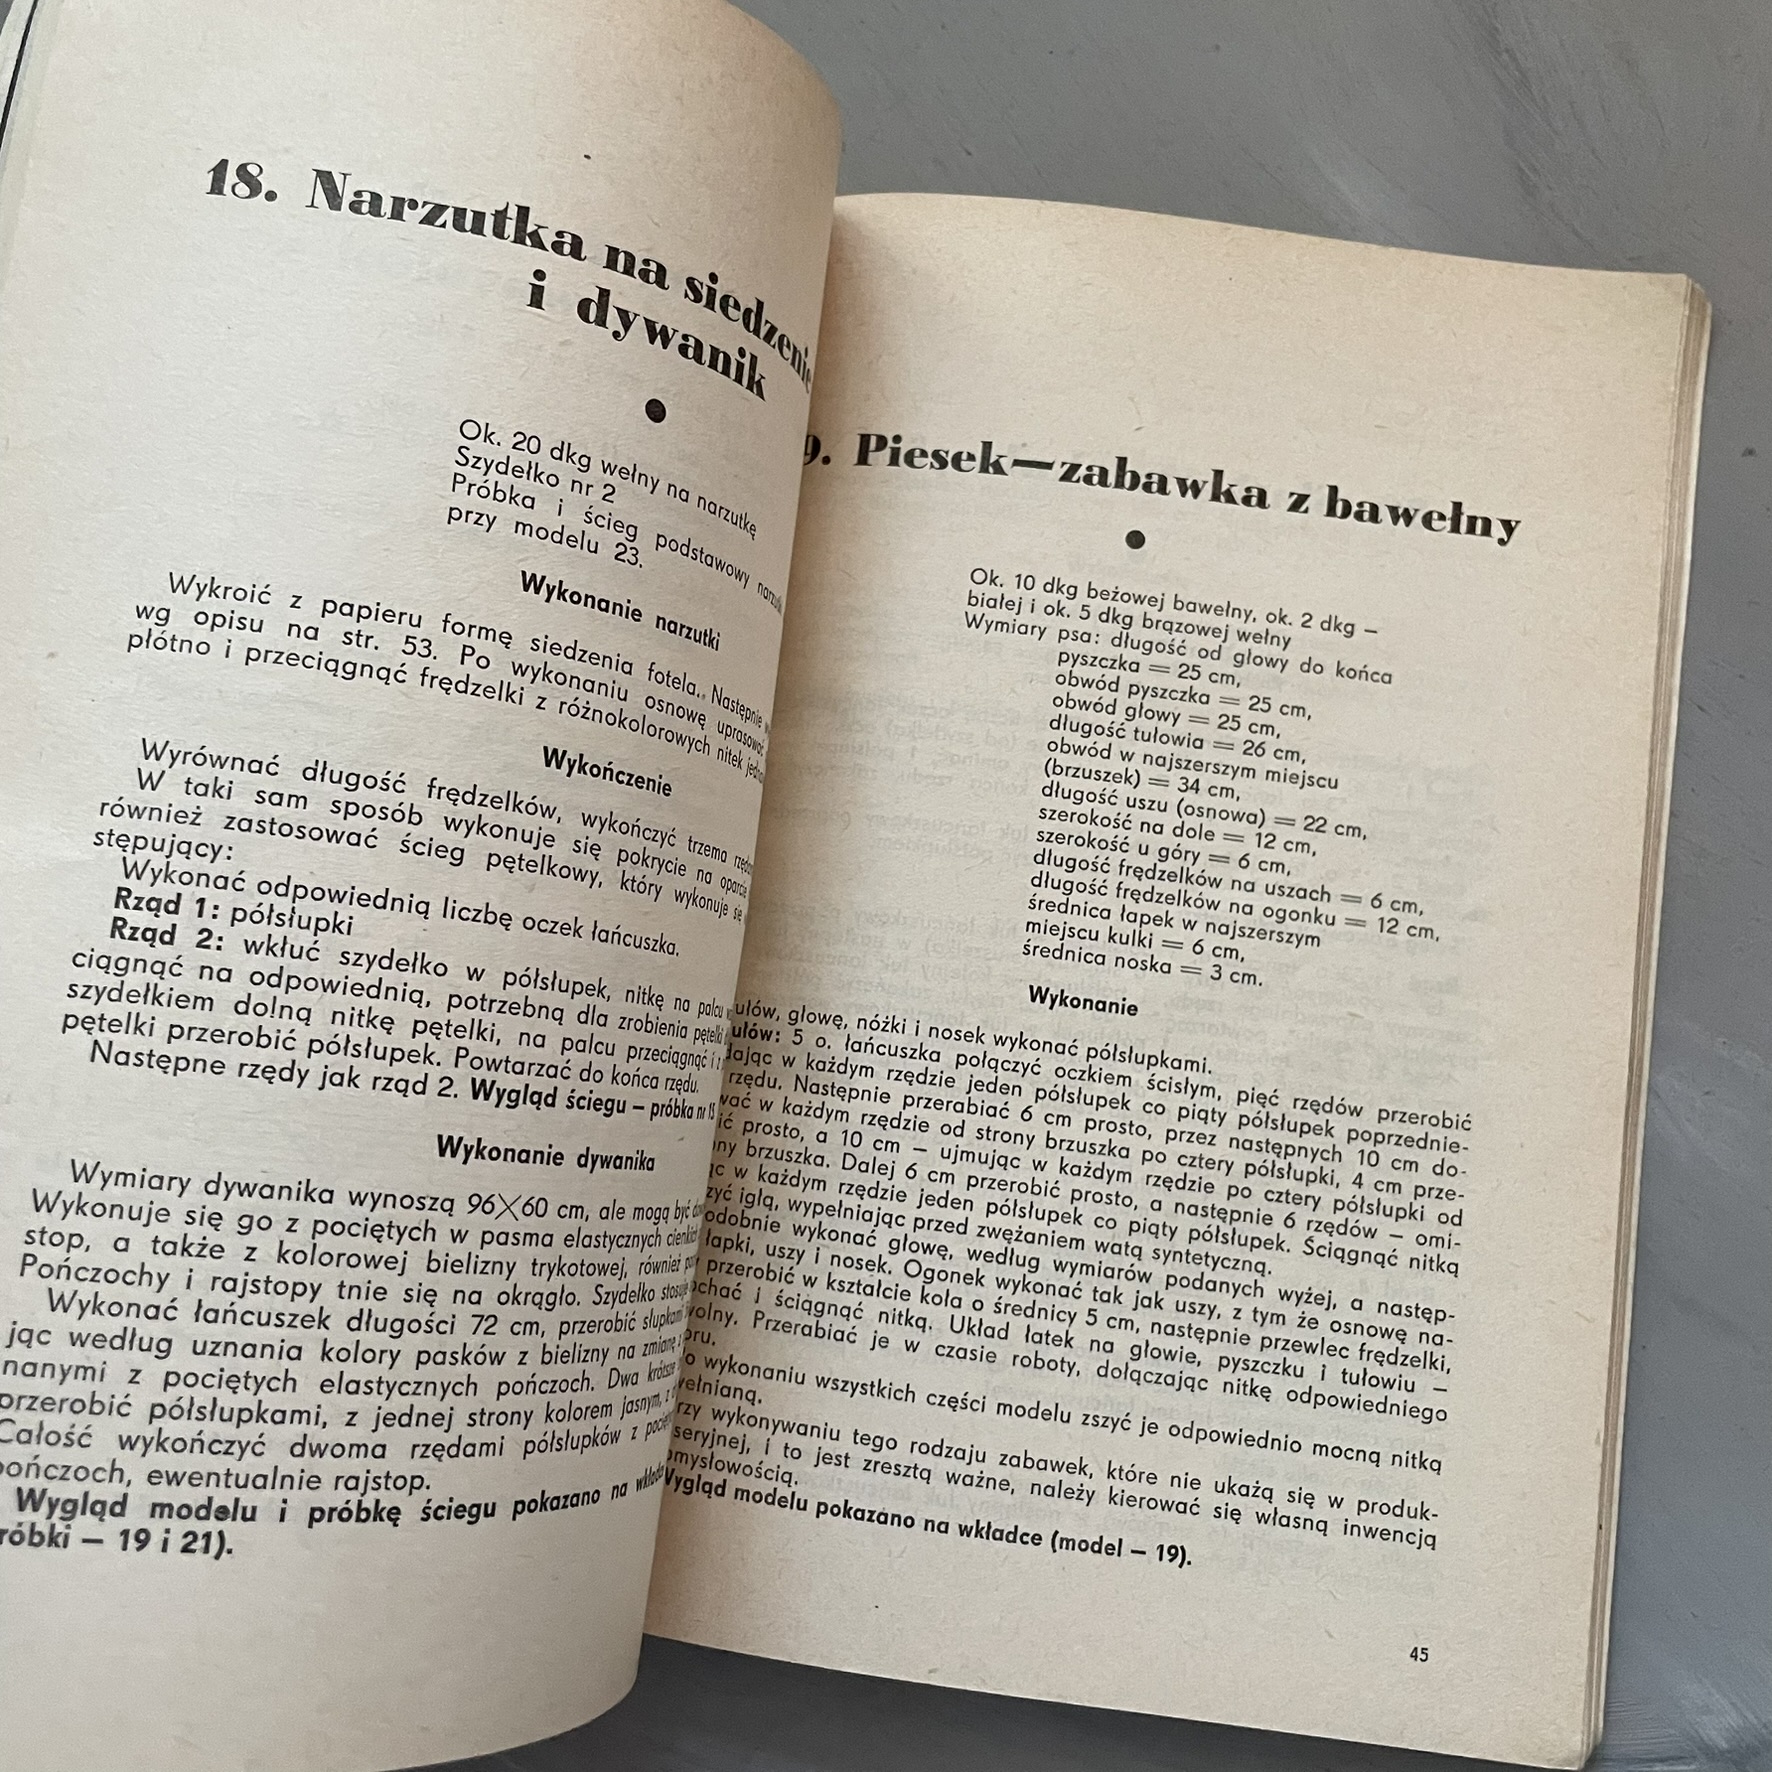 18. Narzutka na siedzenie
i dywanik
Ok. 20 dkg wełny na narzutkę
Szydełko nr 2
Próbka i ścieg podstawowy
przy modelu 23.
Wykonanie narzutki
Wykroić z papieru formę siedzenia fotela. Następnie
wg opisu na str. 53. Po wykonaniu osnowę uprasować
płótno i przeciągnąć frędzelki z różnokolorowych nitek
Wykończenie
Wyrównać długość frędzelków, wykończyć trzema
W taki sam sposób wykonuje się pokrycie na oparcie
również zastosować ścieg pętelkowy, który wykonuje się
stępujący:
Wykonać odpowiednią liczbę oczek łańcuszka.
Rząd 1: półsłupki
Rząd 2: wkłuć szydełko w półsłupek, nitkę na palcu
ciągnąć na odpowiednią, potrzebną dla zrobienia pętelki
szydełkiem dolną nitkę pętelki, na palcu przeciągnąć i
pętelki przerobić półsłupek. Powtarzać do końca rzędu.
Następne rzędy jak rząd 2. Wygląd ściegu – próbka nr
Wykonanie dywanika
Wymiary dywanika wynoszą 96×60 cm, ale mogą być
Wykonuje się go z pociętych w pasma elastycznych
stop, a także z kolorowej bielizny trykotowej, również
Pończochy i rajstopy tnie się na okrągło. Szydełko
Wykonać łańcuszek długości 72 cm, przerobić słupkami
jąc według uznania kolory pasków z bielizny na zmianę
nanymi z pociętych elastycznych pończoch. Dwa krótsze
przerobić półsłupkami, z jednej strony kolorem jasnym, z
Całość wykończyć dwoma rzędami półsłupków z
pończoch, ewentualnie rajstop.
Wygląd modelu i próbkę ściegu pokazano na
róbki – 19 i 21).
9. Piesek—zabawka z bawełny
Ok. 10 dkg beżowej bawełny, ok. 2 dkg –
białej i ok. 5 dkg brązowej wełny
Wymiary psa: długość od głowy do końca
pyszczka = 25 cm,
obwód pyszczka = 25 cm,
obwód głowy = 25 cm,
długość tułowia = 26 cm,
obwód w najszerszym miejscu
(brzuszek) = 34 cm,
długość uszu (osnowa) = 22 cm,
szerokość na dole = 12 cm,
szerokość u góry = 6 cm,
długość frędzelków na uszach = 6 cm,
długość frędzelków na ogonku = 12 cm,
średnica łapek w najszerszym
miejscu kulki = 6 cm,
średnica noska = 3 cm.
Wykonanie
ułów, głowę, nóżki i nosek wykonać półsłupkami.
ułów: 5 o. łańcuszka połączyć oczkiem ścisłym, pięć rzędów przerobić
dając w każdym rzędzie jeden półsłupek co piąty półsłupek poprzednie-
rzędu. Następnie przerabiać 6 cm prosto, przez następnych 10 cm do-
wać w każdym rzędzie od strony brzuszka po cztery półsłupki, 4 cm prze-
ić prosto, a 10 cm – ujmując w każdym rzędzie po cztery półsłupki od
ny brzuszka. Dalej 6 cm przerobić prosto, a następnie 6 rzędów – omi-
ąc w każdym rzędzie jeden półsłupek co piąty półsłupek. Ściągnąć nitką
zyć igłą, wypełniając przed zwężaniem watą syntetyczną.
odobnie wykonać głowę, według wymiarów podanych wyżej, a następ-
łapki, uszy i nosek. Ogonek wykonać tak jak uszy, z tym że osnowę na-
przerobić w kształcie koła o średnicy 5 cm, następnie przewlec frędzelki,
ochać i ściągnąć nitką. Układ łatek na głowie, pyszczku i tułowiu –
wolny. Przerabiać je w czasie roboty, dołączając nitkę odpowiedniego
oru.
o wykonaniu wszystkich części modelu zszyć je odpowiednio mocną nitką
ełnianą.
rzy wykonywaniu tego rodzaju zabawek, które nie ukażą się w produk-
seryjnej, i to jest zresztą ważne, należy kierować się własną inwencją
omysłowością.
Wygląd modelu pokazano na wkładce (model – 19).
45